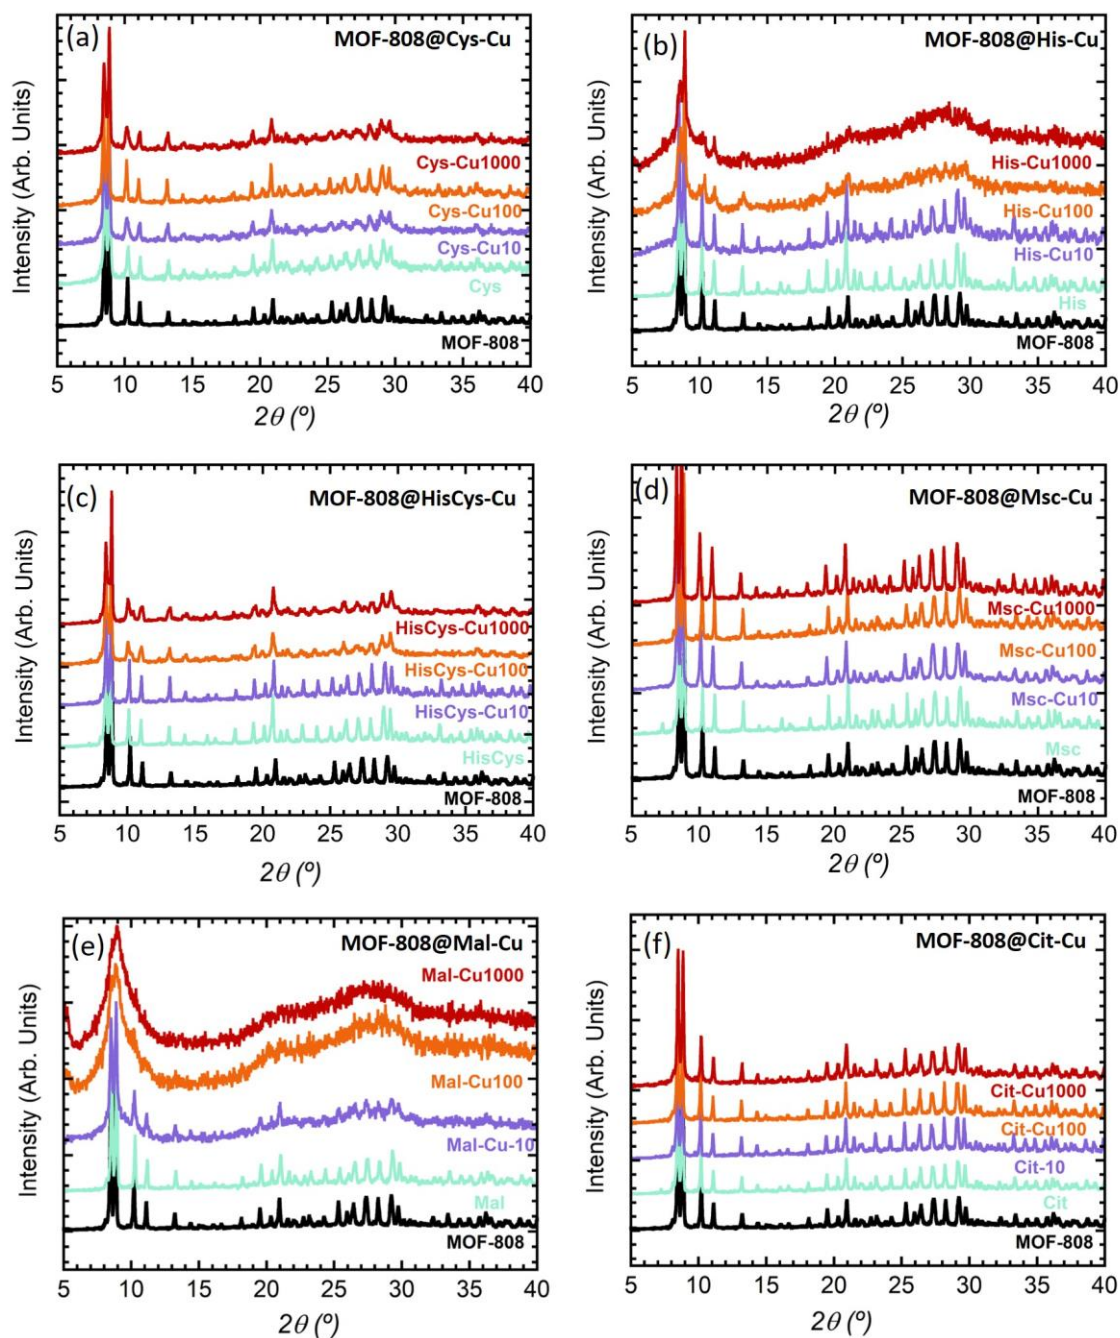 (a) MOF-808@Cys-Cu
Intensity (Arb. Units)
Cys-Cu1000
Cys-Cu100
Cys-Cu10
Cys
MOF-808
5 10 15 20 25 30 35 40
2θ (º)
(b) MOF-808@His-Cu
Intensity (Arb. Units)
His-Cu1000
His-Cu100
His-Cu10
His
MOF-808
5 10 15 20 25 30 35 40
2θ (º)
(c) MOF-808@HisCys-Cu
Intensity (Arb. Units)
HisCys-Cu1000
HisCys-Cu100
HisCys-Cu10
HisCys
MOF-808
5 10 15 20 25 30 35 40
2θ (º)
(d) MOF-808@Msc-Cu
Intensity (Arb. Units)
Msc-Cu1000
Msc-Cu100
Msc-Cu10
Msc
MOF-808
5 10 15 20 25 30 35 40
2θ (º)
(e) MOF-808@Mal-Cu
Intensity (Arb. Units)
Mal-Cu1000
Mal-Cu100
Mal-Cu-10
Mal
MOF-808
5 10 15 20 25 30 35 40
2θ (º)
(f) MOF-808@Cit-Cu
Intensity (Arb. Units)
Cit-Cu1000
Cit-Cu100
Cit-10
Cit
MOF-808
5 10 15 20 25 30 35 40
2θ (º)